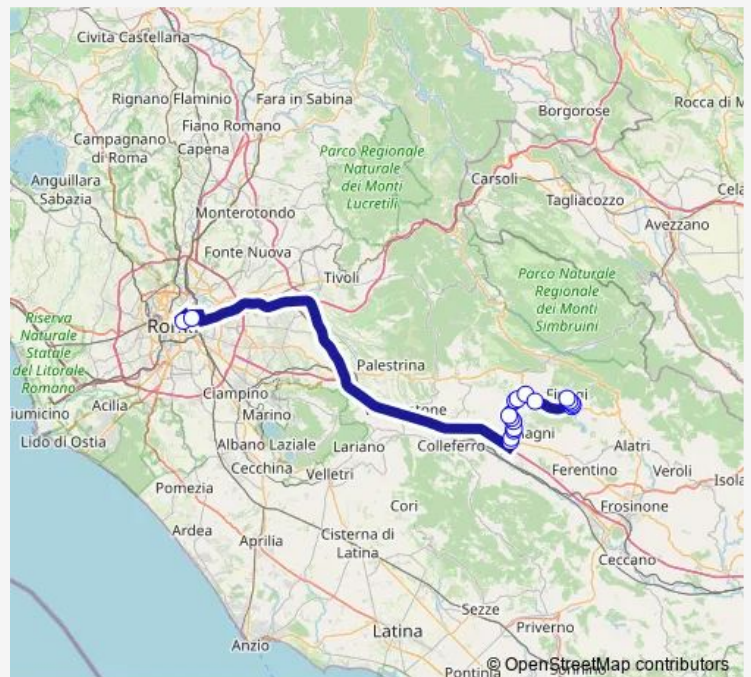 Civita Castellana
Rignano Flaminio
Fara in Sabina
Borgorose
Rocca di M
Fiano Romano
Campagnano
di Roma
Capena
Parco Regionale
Naturale
dei Monti
Lucretili
Carsoli
Anguillara
Sabazia
Tagliacozzo
Cela
Monterotondo
Avezzano
Fonte Nuova
Tivoli
Parco Naturale
Regionale
dei Monti
Simbruini
Riserva
Naturale
Statale
del Litorale
Romano
Palestrina
iumicino
Acilia
Ciampino
Marino
Lido di Ostia
Albano Laziale
Lariano
Colleferro
Alatri
Cecchina
Velletri
Ferentino
Veroli
Isola
Pomezia
Cori
Frosinone
Ardea
Aprilia
Cisterna di
Latina
Ceccano
Sezze
Priverno
Anzio
Latina
© OpenStreetMap contributors